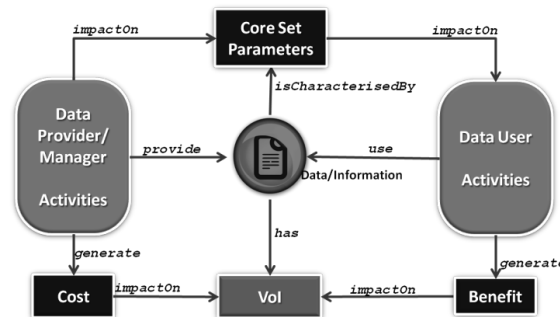 impactOn
Core Set
Parameters
impactOn
isCharacterisedBy
Data
Provider/
Manager
Activities
provide
use
Data User
Activities
Data/Information
has
generate
generate
Cost
impactOn
VoI
impactOn
Benefit